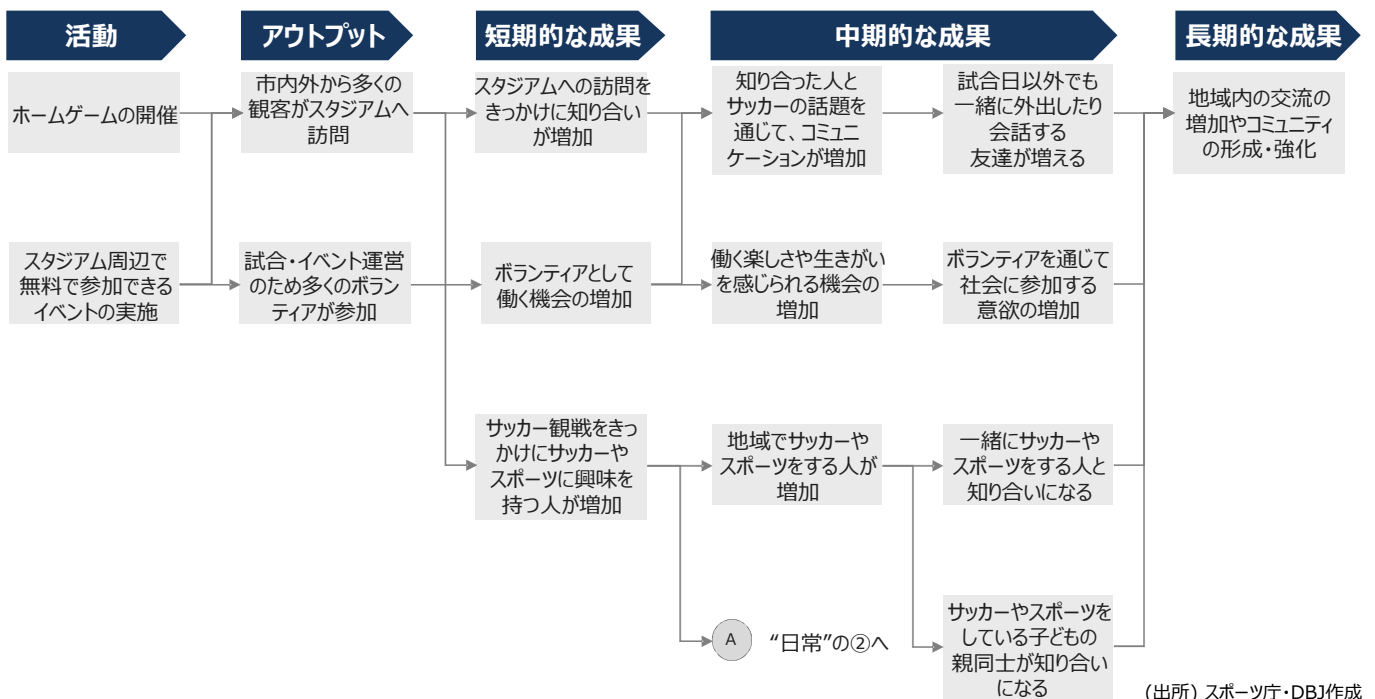 活動
アウトプット
短期的な成果
中期的な成果
長期的な成果
ホームゲームの開催
市内外から多くの
観客がスタジアムへ
訪問
スタジアムへの訪問を
きっかけに知り合い
が増加
知り合った人と
サッカーの話題を
通じて、コミュニ
ケーションが増加
試合日以外でも
一緒に外出したり
会話する
友達が増える
地域内の交流の
増加やコミュニティ
の形成・強化
スタジアム周辺で
無料で参加できる
イベントの実施
試合・イベント運営
のため多くのボラン
ティアが参加
ボランティアとして
働く機会の増加
働く楽しさや生きがい
を感じられる機会の
増加
ボランティアを通じて
社会に参加する
意欲の増加
サッカー観戦をきっ
かけにサッカーや
スポーツに興味を
持つ人が増加
地域でサッカーや
スポーツをする人が
増加
一緒にサッカーや
スポーツをする人と
知り合いになる
A
“日常”の②へ
サッカーやスポーツを
している子どもの
親同士が知り合い
になる
(出所) スポーツ庁・DBJ作成